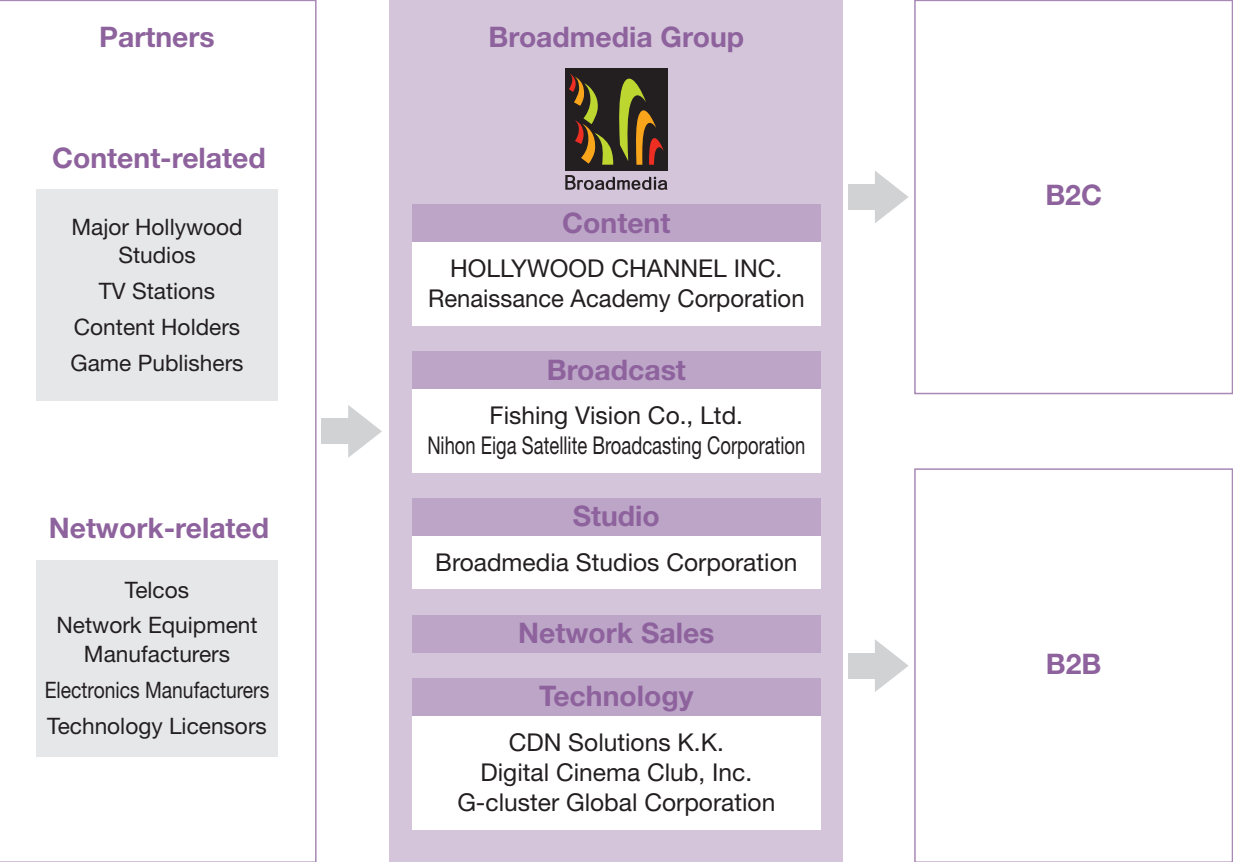 Partners
Content-related
Major Hollywood
Studios
TV Stations
Content Holders
Game Publishers
Network-related
Telcos
Network Equipment
Manufacturers
Electronics Manufacturers
Technology Licensors
Broadmedia Group
Broadmedia
Content
HOLLYWOOD CHANNEL INC.
Renaissance Academy Corporation
Broadcast
Fishing Vision Co., Ltd.
Nihon Eiga Satellite Broadcasting Corporation
Studio
Broadmedia Studios Corporation
Network Sales
Technology
CDN Solutions K.K.
Digital Cinema Club, Inc.
G-cluster Global Corporation
B2C
B2B